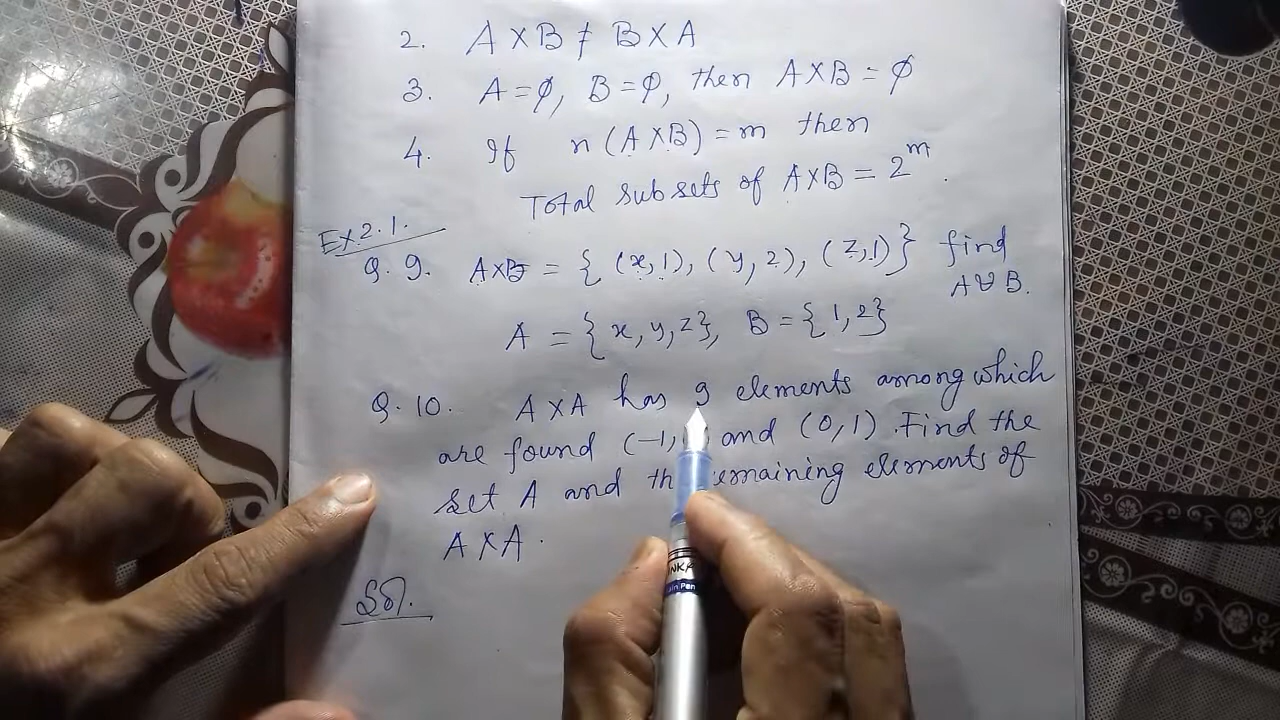 2. A X B ≠ B X A
3. A = ∅, B = ∅, then A X B = ∅
4. If n (A X B) = m then
Total subsets of A X B = 2^m.
Ex 2.1.
Q. 9. A X B = { (x, 1), (y, 2), (z, 1) } find
A & B.
A = { x, y, z }, B = { 1, 2 }
Q. 10. A X A has 9 elements among which
are found (-1, and (0, 1). Find the
set A and elements of
A X A.
Sol.